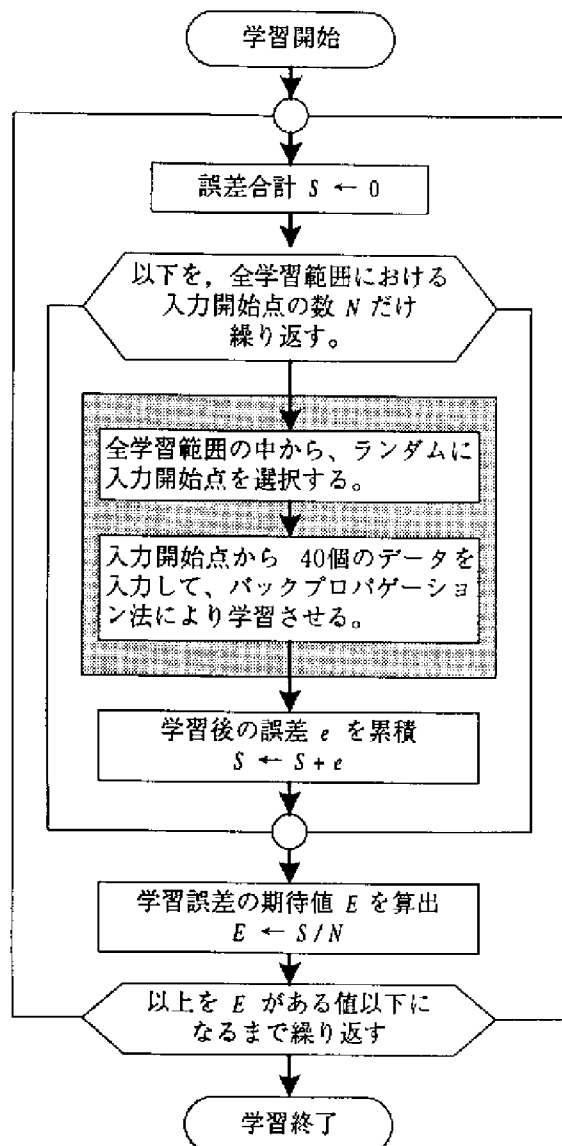 学習開始
誤差合計 S ← 0
以下を，全学習範囲における
入力開始点の数 N だけ
繰り返す。
全学習範囲の中から、ランダムに
入力開始点を選択する。
入力開始点から 40個のデータを
入力して、バックプロパゲーショ
ン法により学習させる。
学習後の誤差 e を累積
S ← S + e
学習誤差の期待値 E を算出
E ← S / N
以上を E がある値以下に
なるまで繰り返す
学習終了